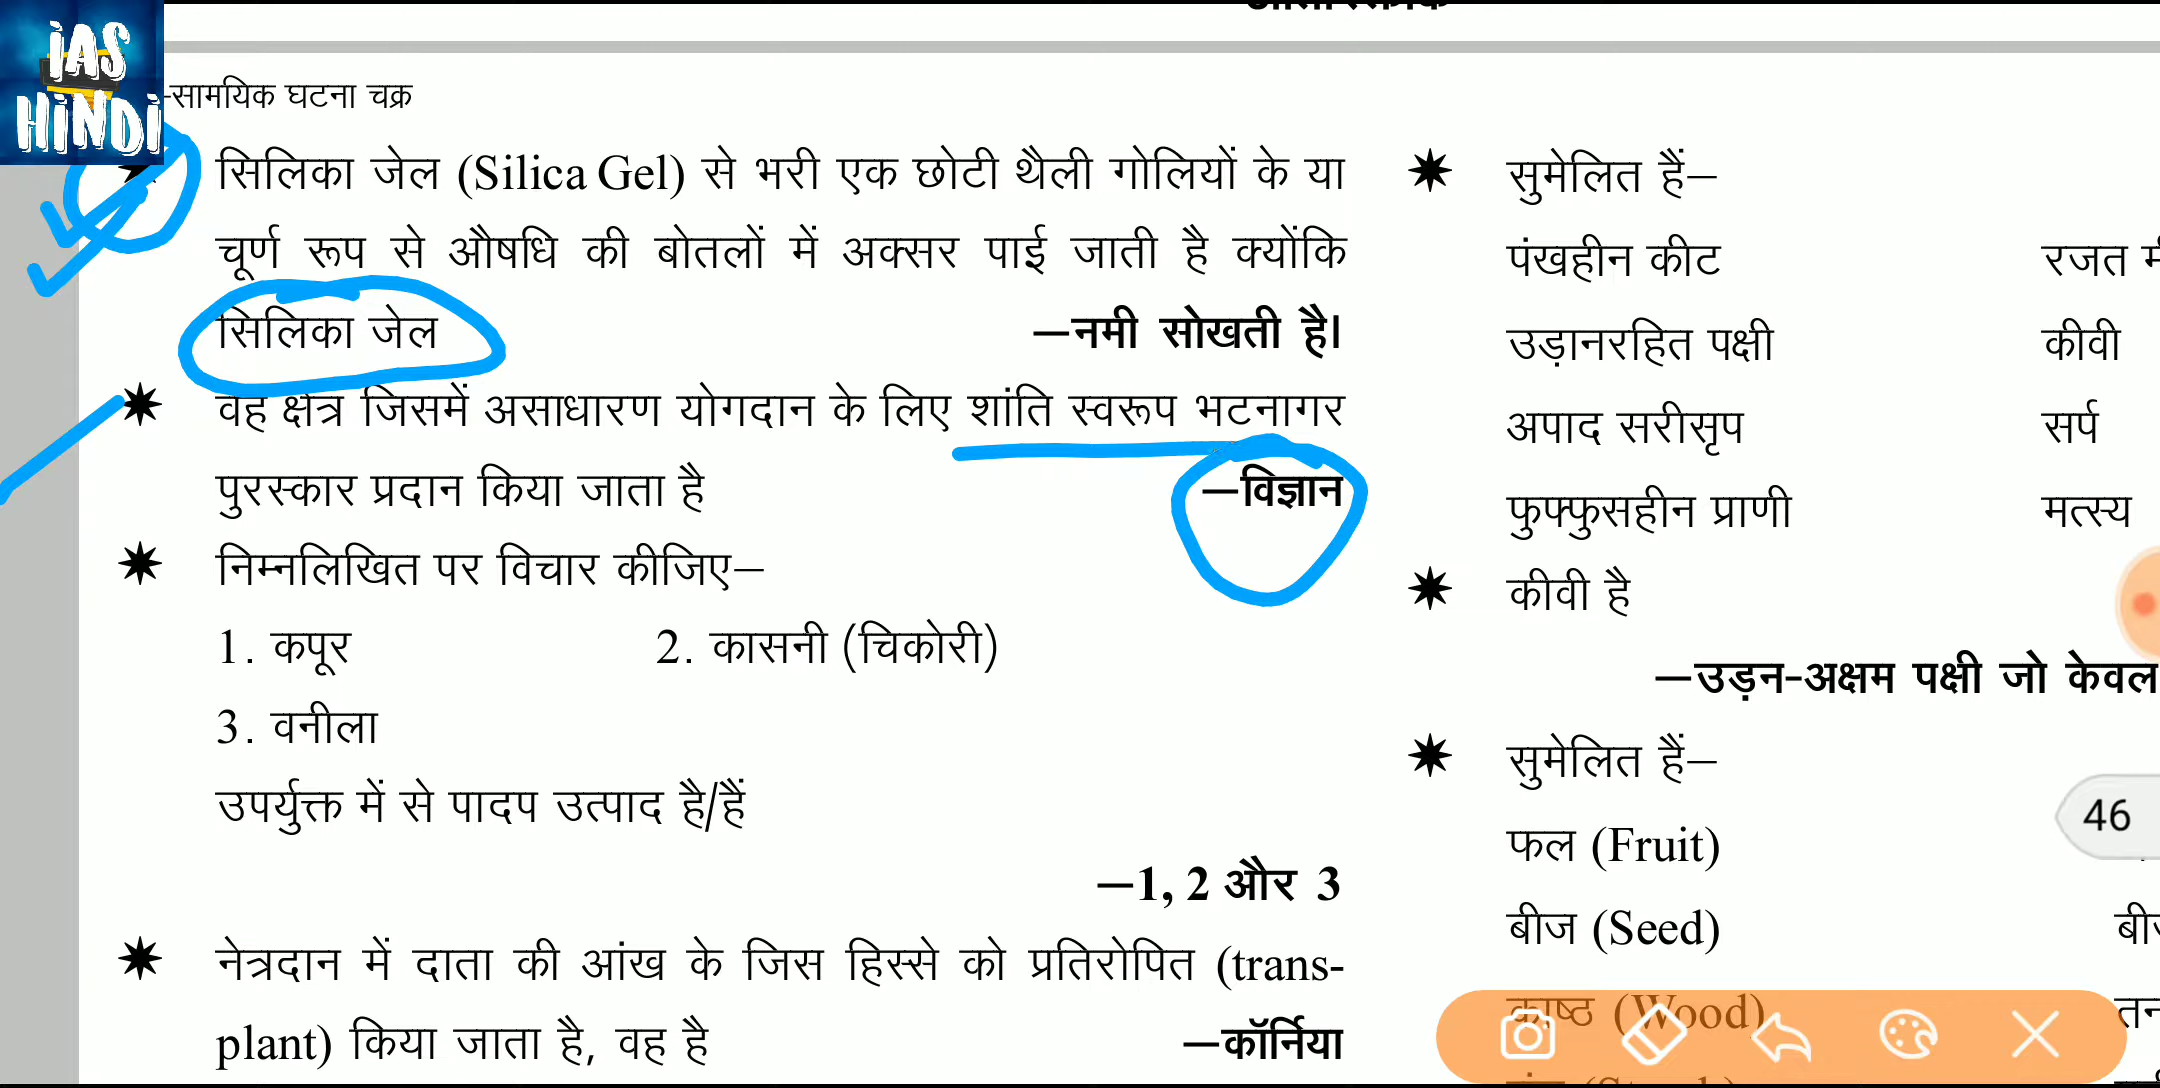 iAS
HiNDi
-सामयिक घटना चक्र
सिलिका जेल (Silica Gel) से भरी एक छोटी थैली गोलियों के या
चूर्ण रूप से औषधि की बोतलों में अक्सर पाई जाती है क्योंकि
सिलिका जेल —नमी सोखती है।
वह क्षेत्र जिसमें असाधारण योगदान के लिए शांति स्वरूप भटनागर
पुरस्कार प्रदान किया जाता है —विज्ञान
निम्नलिखित पर विचार कीजिए—
1. कपूर 2. कासनी (चिकोरी)
3. वनीला
उपर्युक्त में से पादप उत्पाद है/हैं
—1, 2 और 3
नेत्रदान में दाता की आंख के जिस हिस्से को प्रतिरोपित (trans-
plant) किया जाता है, वह है —कॉर्निया
सुमेलित हैं—
पंखहीन कीट रजत
उड़ानरहित पक्षी कीवी
अपाद सरीसृप सर्प
फुफ्फुसहीन प्राणी मत्स्य
कीवी है
—उड़न-अक्षम पक्षी जो केवल
सुमेलित हैं—
फल (Fruit)
46
बीज (Seed)
काष्ठ (Wood)